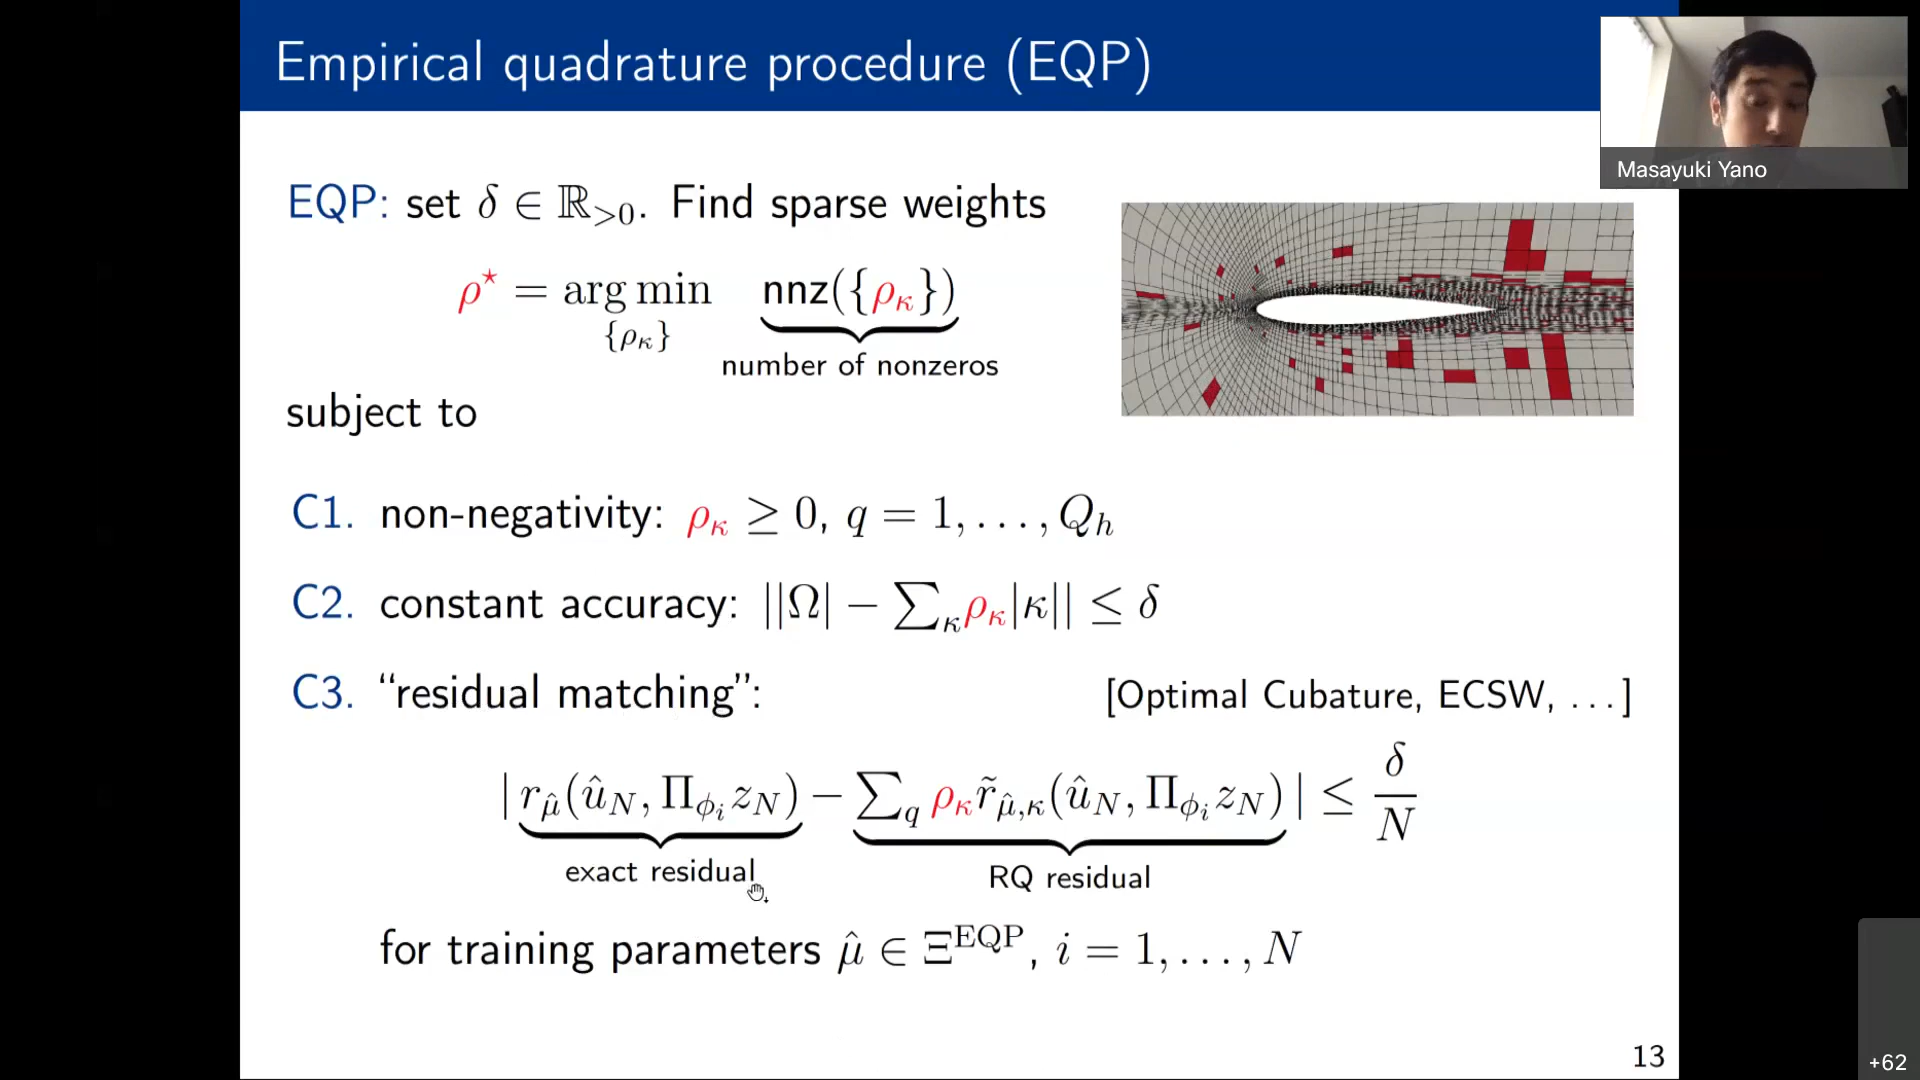 Empirical quadrature procedure (EQP)
Masayuki Yano
EQP: set δ ∈ ℝ>0. Find sparse weights
ρ⋆ = arg min nnz({ρκ})
{ρκ}
number of nonzeros
subject to
C1. non-negativity: ρκ ≥ 0, q = 1, . . . , Qh
C2. constant accuracy: ||Ω| − ∑κ ρκ|κ|| ≤ δ
C3. “residual matching”: [Optimal Cubature, ECSW, . . . ]
| rμ̂(ûN, Πϕi zN) − ∑q ρκ r̃μ̂,κ(ûN, Πϕi zN) | ≤ δ/N
exact residual RQ residual
for training parameters μ̂ ∈ Ξ^EQP, i = 1, . . . , N
13
+62